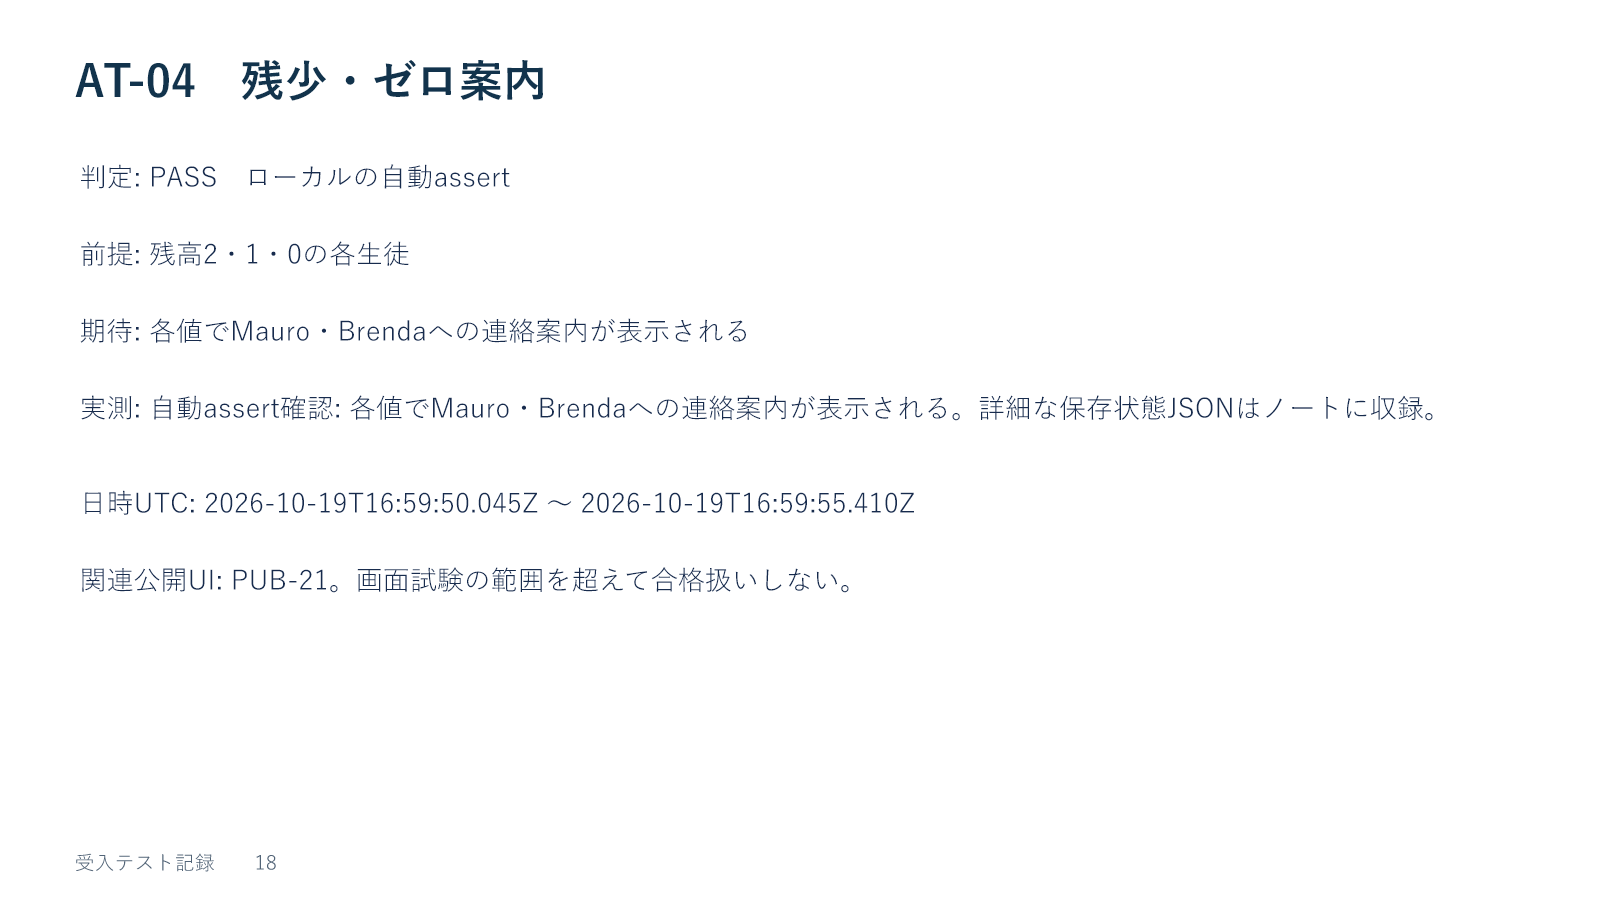 AT-04　残少・ゼロ案内
判定: PASS　ローカルの自動assert
前提: 残高2・1・0の各生徒
期待: 各値でMauro・Brendaへの連絡案内が表示される
実測: 自動assert確認: 各値でMauro・Brendaへの連絡案内が表示される。詳細な保存状態JSONはノートに収録。
日時UTC: 2026-10-19T16:59:50.045Z ～ 2026-10-19T16:59:55.410Z
関連公開UI: PUB-21。画面試験の範囲を超えて合格扱いしない。
受入テスト記録　　18